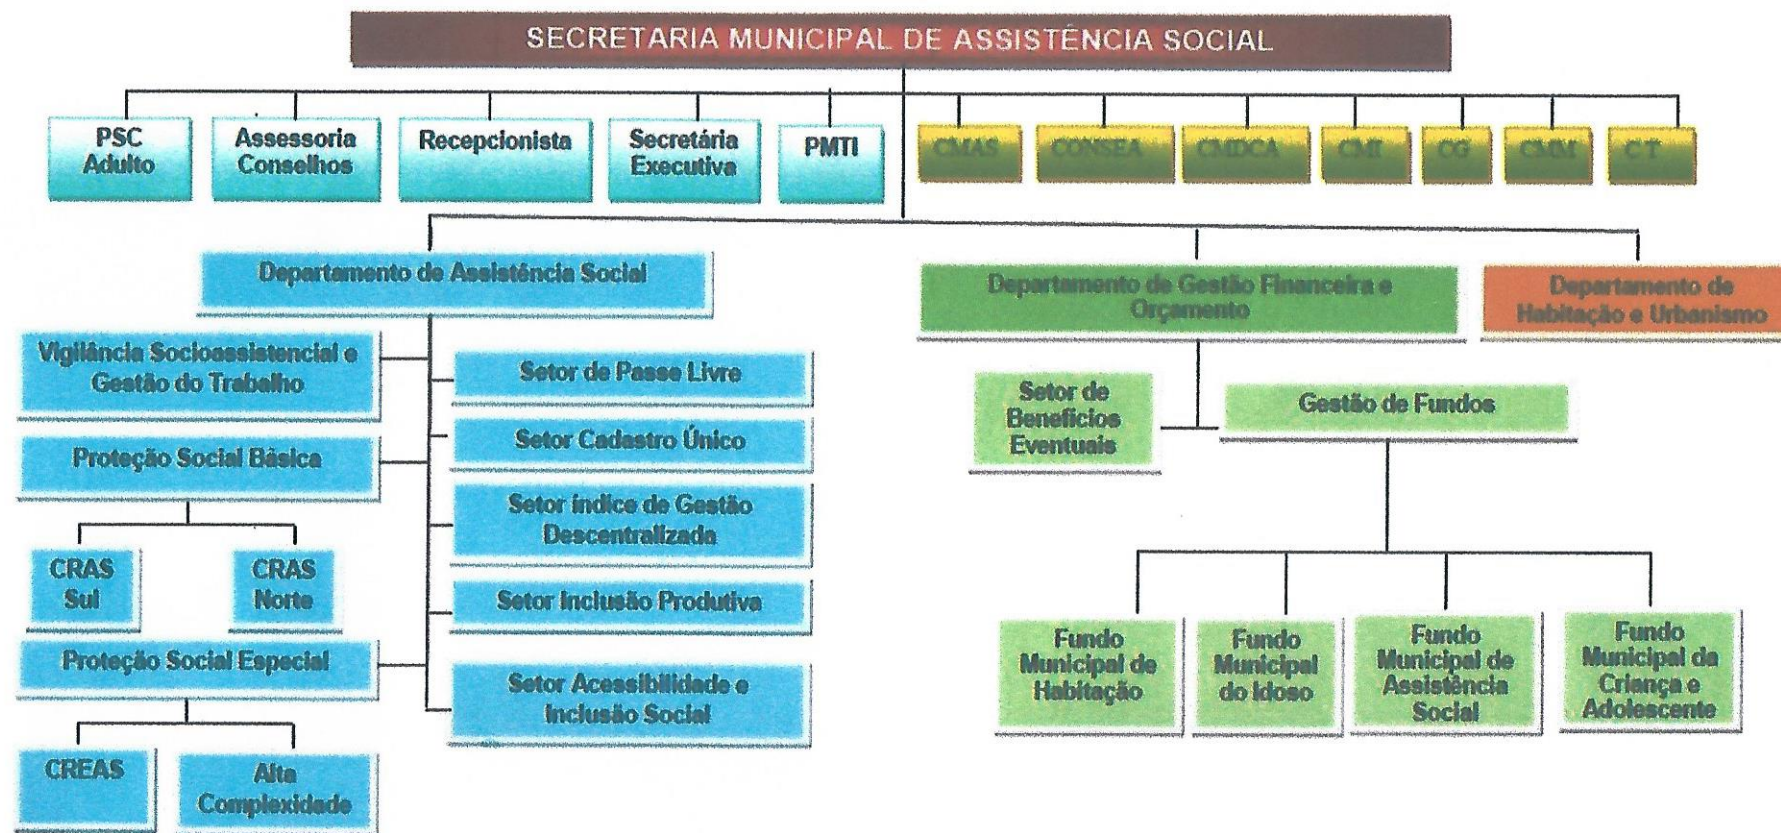 SECRETARIA MUNICIPAL DE ASSISTÊNCIA SOCIAL
PSC
Adulto
Assessoria
Conselhos
Recepcionista
Secretária
Executiva
PMTI
CMAS
CONSEA
CMDCA
CMI
CG
CMM
CT
Departamento de Assistência Social
Departamento de Gestão Financeira e
Orçamento
Departamento de
Habitação e Urbanismo
Vigilância Socioassistencial e
Gestão do Trabalho
Setor de Passe Livre
Setor de
Benefícios
Eventuais
Gestão de Fundos
Proteção Social Básica
Setor Cadastro Único
Setor índice de Gestão
Descentralizada
CRAS
Sul
CRAS
Norte
Setor Inclusão Produtiva
Proteção Social Especial
Setor Acessibilidade e
Inclusão Social
CREAS
Alta
Complexidade
Fundo
Municipal de
Habitação
Fundo
Municipal
do Idoso
Fundo
Municipal de
Assistência
Social
Fundo
Municipal da
Criança e
Adolescente